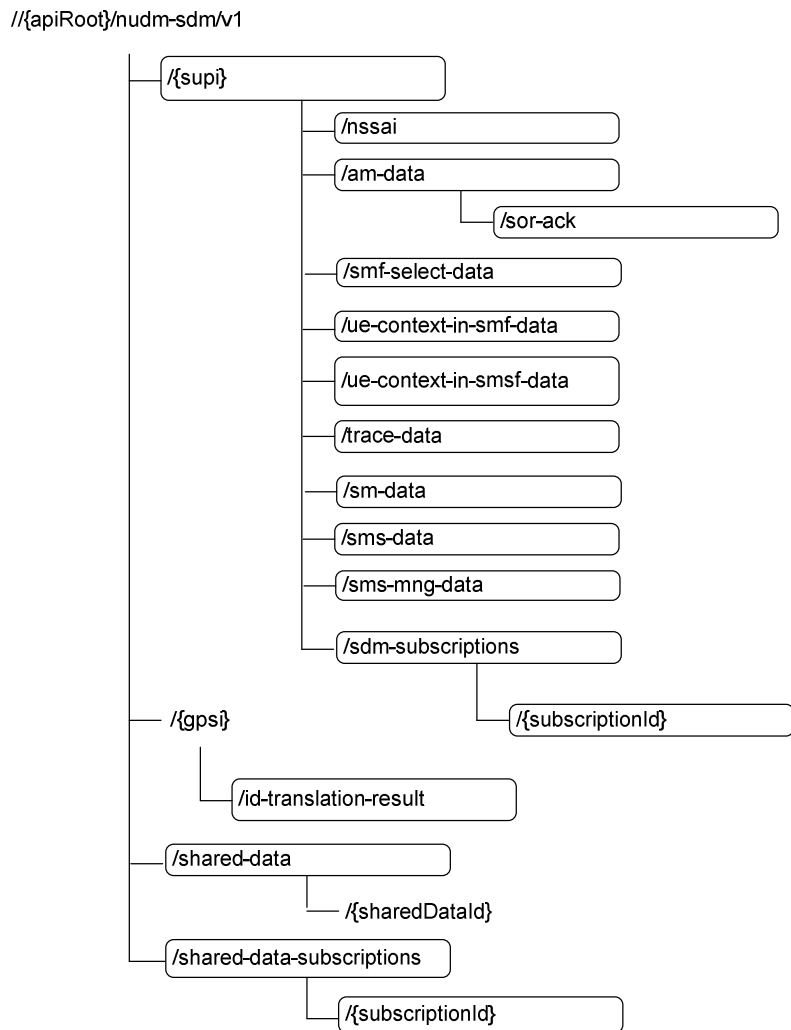 //{apiRoot}/nudm-sdm/v1
/{supi}
/nssai
/am-data
/sor-ack
/smf-select-data
/ue-context-in-smf-data
/ue-context-in-smsf-data
/trace-data
/sm-data
/sms-data
/sms-mng-data
/sdm-subscriptions
/{gpsi}
/{subscriptionId}
/id-translation-result
/shared-data
/{sharedDataId}
/shared-data-subscriptions
/{subscriptionId}